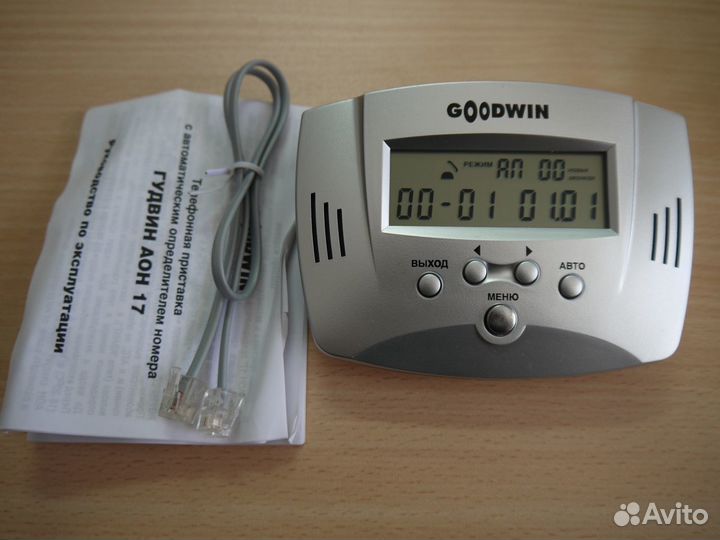 GOODWIN
РЕЖИМ АП 00 НОВЫХ ЗВОНКОВ
00-01 01.01
ВЫХОД
АВТО
МЕНЮ
Телефонная приставка
с автоматическим определителем номера
ГУДВИН АОН 17
Руководство по эксплуатации
Avito